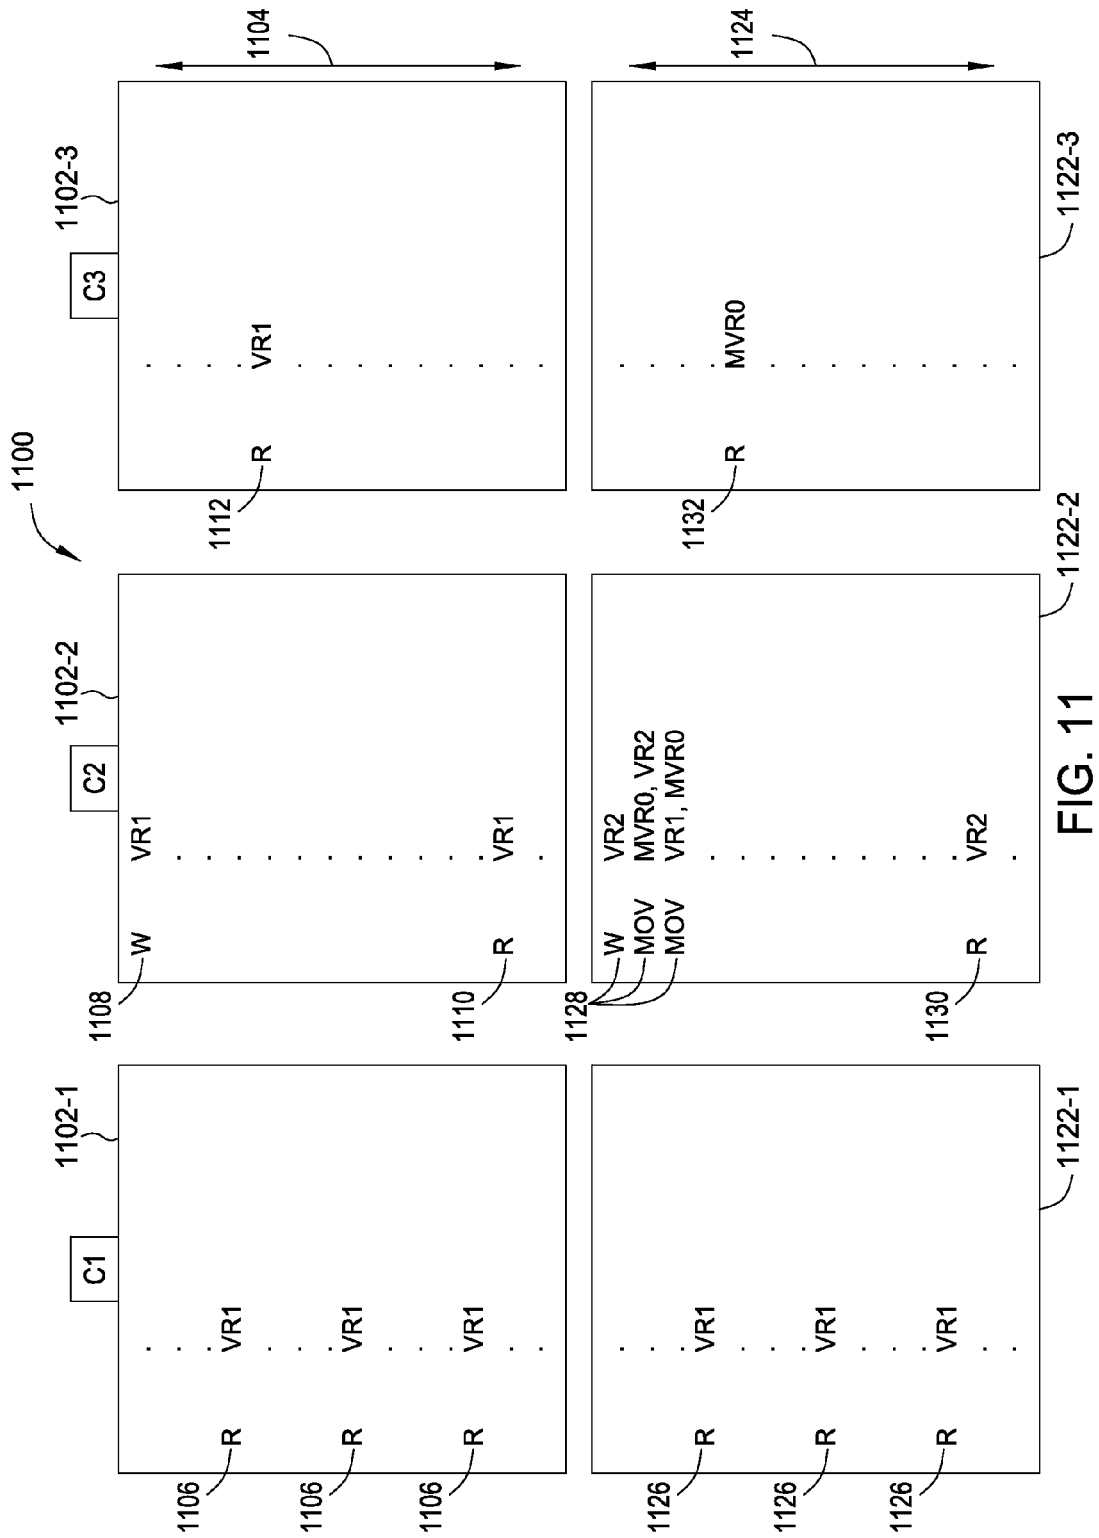 1100
1102-1
1102-2
1102-3
C1
C2
C3
1108
W VR1
1106
R VR1
1112
R VR1
1104
1106
R VR1
1106
R VR1
1110
R VR1
1128
W VR2
MOV MVR0, VR2
MOV VR1, MVR0
1126
R VR1
1132
R MVR0
1124
1126
R VR1
1126
R VR1
1130
R VR2
1122-1
1122-2
1122-3
FIG. 11